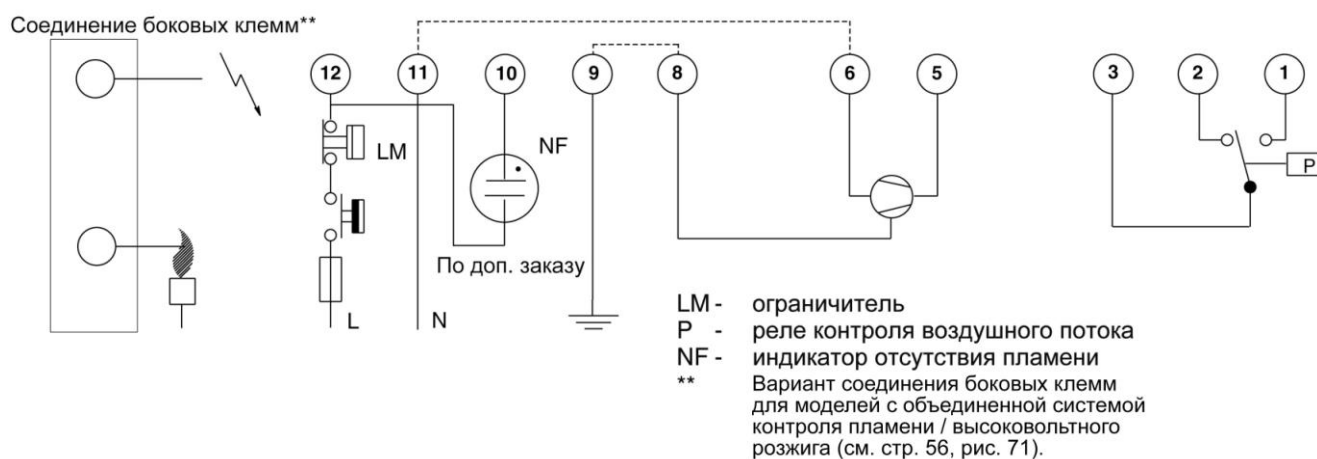 Соединение боковых клемм**
12 11 10 9 8 6 5 3 2 1
LM
NF
P
По доп. заказу
L N
LM - ограничитель
P - реле контроля воздушного потока
NF - индикатор отсутствия пламени
** Вариант соединения боковых клемм
для моделей с объединенной системой
контроля пламени / высоковольтного
розжига (см. стр. 56, рис. 71).